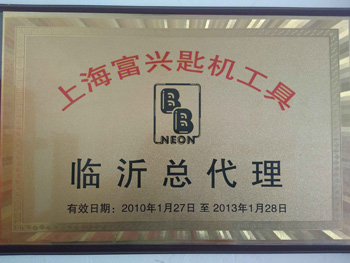 上海富兴匙机工具
BB
NEON
临沂总代理
有效日期：2010年1月27日 至 2013年1月28日